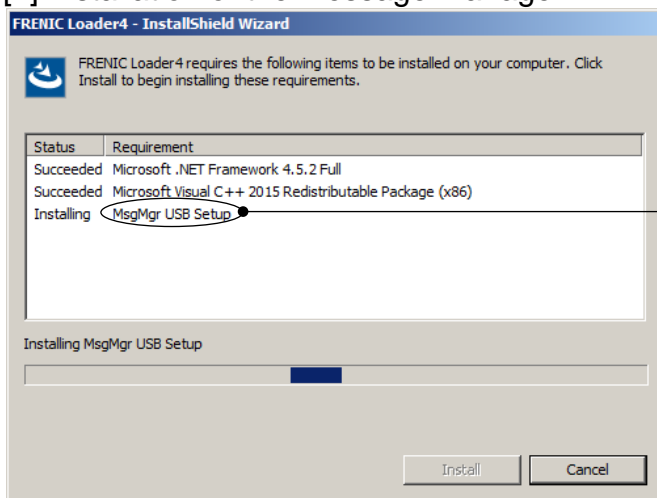 FRENIC Loader4 - InstallShield Wizard
FRENIC Loader4 requires the following items to be installed on your computer. Click
Install to begin installing these requirements.
Status Requirement
Succeeded Microsoft .NET Framework 4.5.2 Full
Succeeded Microsoft Visual C++ 2015 Redistributable Package (x86)
Installing MsgMgr USB Setup
Installing MsgMgr USB Setup
Install Cancel